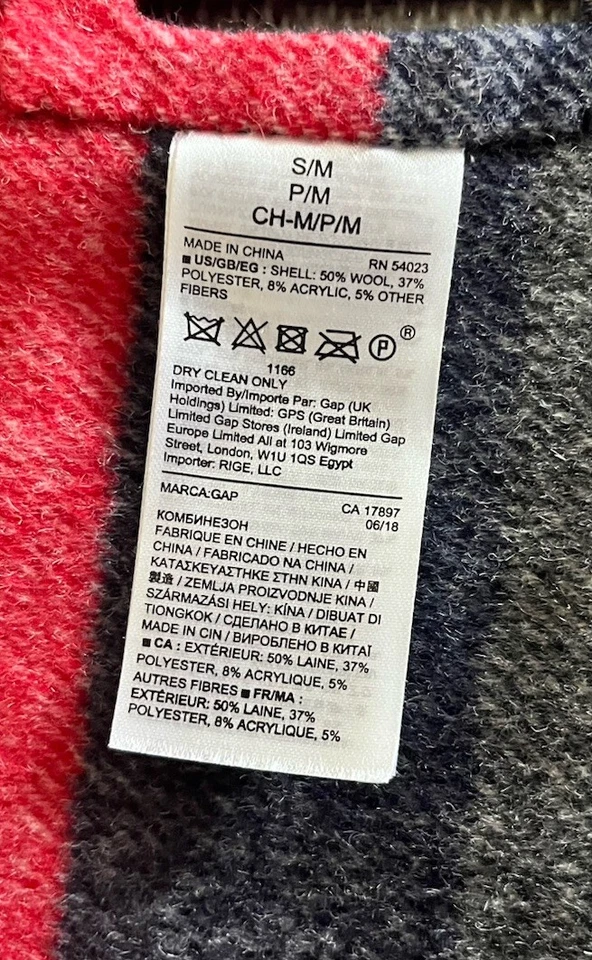 S/M
P/M
CH-M/P/M
MADE IN CHINA RN 54023
■ US/GB/EG : SHELL: 50% WOOL, 37%
POLYESTER, 8% ACRYLIC, 5% OTHER
FIBERS
P ®
1166
DRY CLEAN ONLY
Imported By/Importe Par: Gap (UK
Holdings) Limited: GPS (Great Britain)
Limited Gap Stores (Ireland) Limited Gap
Europe Limited All at 103 Wigmore
Street, London, W1U 1QS Egypt
Importer: RIGE, LLC
MARCA:GAP CA 17897
КОМБИНЕЗОН 06/18
FABRIQUE EN CHINE / HECHO EN
CHINA / FABRICADO NA CHINA /
ΚΑΤΑΣΚΕΥΑΣΤΗΚΕ ΣΤΗΝ ΚΙΝΑ / 中國
製造 / ZEMLJA PROIZVODNJE KINA /
SZÁRMAZÁSI HELY: KÍNA / DIBUAT DI
TIONGKOK / СДЕЛАНО В КИТАЕ /
MADE IN CIN / ВИРОБЛЕНО В КИТАЇ
■ CA : EXTÉRIEUR: 50% LAINE, 37%
POLYESTER, 8% ACRYLIQUE, 5%
AUTRES FIBRES ■ FR/MA :
EXTÉRIEUR: 50% LAINE, 37%
POLYESTER, 8% ACRYLIQUE, 5%